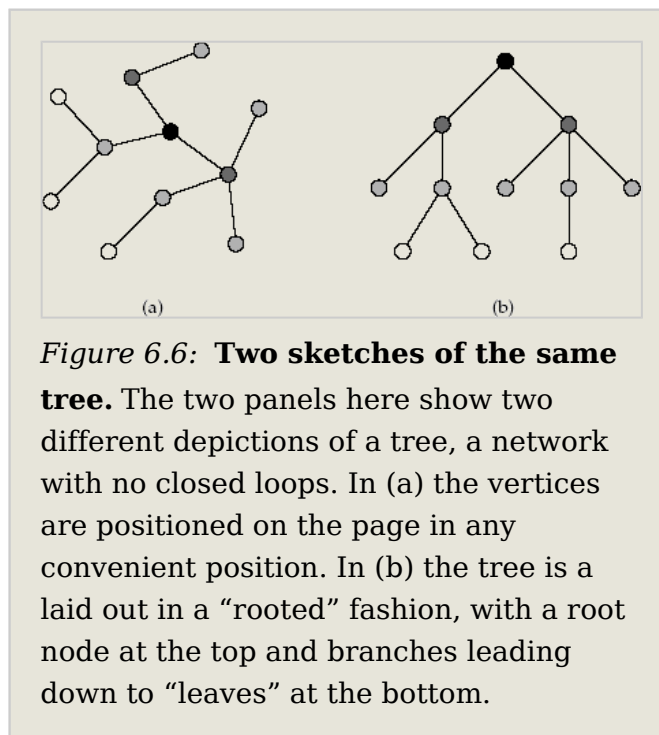 (a)
(b)
Figure 6.6: Two sketches of the same
tree. The two panels here show two
different depictions of a tree, a network
with no closed loops. In (a) the vertices
are positioned on the page in any
convenient position. In (b) the tree is a
laid out in a “rooted” fashion, with a root
node at the top and branches leading
down to “leaves” at the bottom.